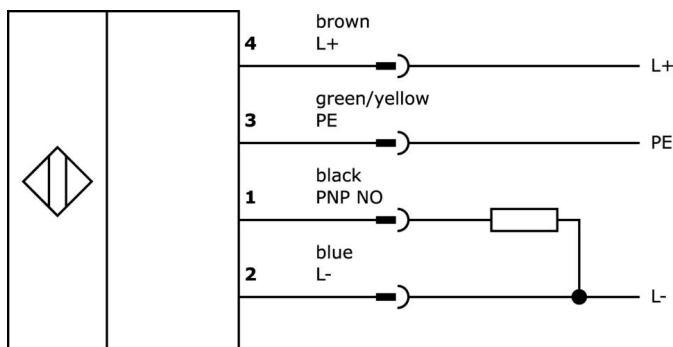 brown
4 L+ L+
green/yellow
3 PE PE
black
1 PNP NO
blue
2 L- L-